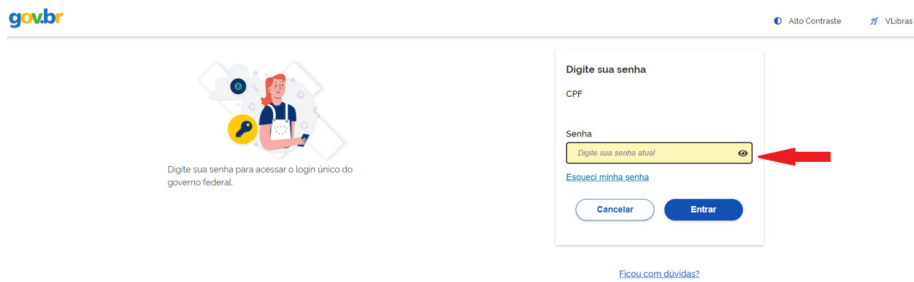 gov.br
Alto Contraste
VLibras
Digite sua senha
CPF
Senha
Digite sua senha atual
Esqueci minha senha
Cancelar
Entrar
Digite sua senha para acessar o login único do
governo federal.
Ficou com dúvidas?